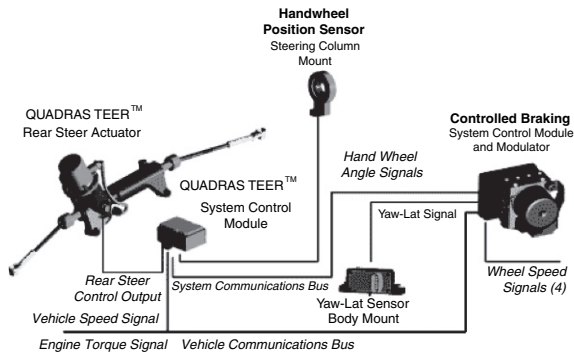 Handwheel
Position Sensor
Steering Column
Mount
QUADRAS TEER™
Rear Steer Actuator
Controlled Braking
System Control Module
and Modulator
Hand Wheel
Angle Signals
QUADRAS TEER™
System Control
Module
Yaw-Lat Signal
Rear Steer
Control Output
System Communications Bus
Wheel Speed
Signals (4)
Yaw-Lat Sensor
Body Mount
Vehicle Speed Signal
Engine Torque Signal
Vehicle Communications Bus